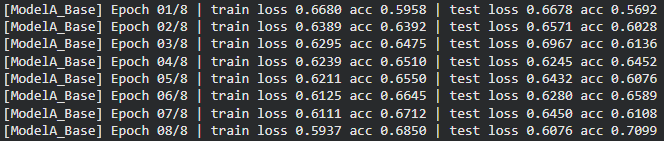 [ModelA_Base] Epoch 01/8 | train loss 0.6680 acc 0.5958 | test loss 0.6678 acc 0.5692
[ModelA_Base] Epoch 02/8 | train loss 0.6389 acc 0.6392 | test loss 0.6571 acc 0.6028
[ModelA_Base] Epoch 03/8 | train loss 0.6295 acc 0.6475 | test loss 0.6967 acc 0.6136
[ModelA_Base] Epoch 04/8 | train loss 0.6239 acc 0.6510 | test loss 0.6245 acc 0.6452
[ModelA_Base] Epoch 05/8 | train loss 0.6211 acc 0.6550 | test loss 0.6432 acc 0.6076
[ModelA_Base] Epoch 06/8 | train loss 0.6125 acc 0.6645 | test loss 0.6280 acc 0.6589
[ModelA_Base] Epoch 07/8 | train loss 0.6111 acc 0.6712 | test loss 0.6450 acc 0.6108
[ModelA_Base] Epoch 08/8 | train loss 0.5937 acc 0.6850 | test loss 0.6076 acc 0.7099